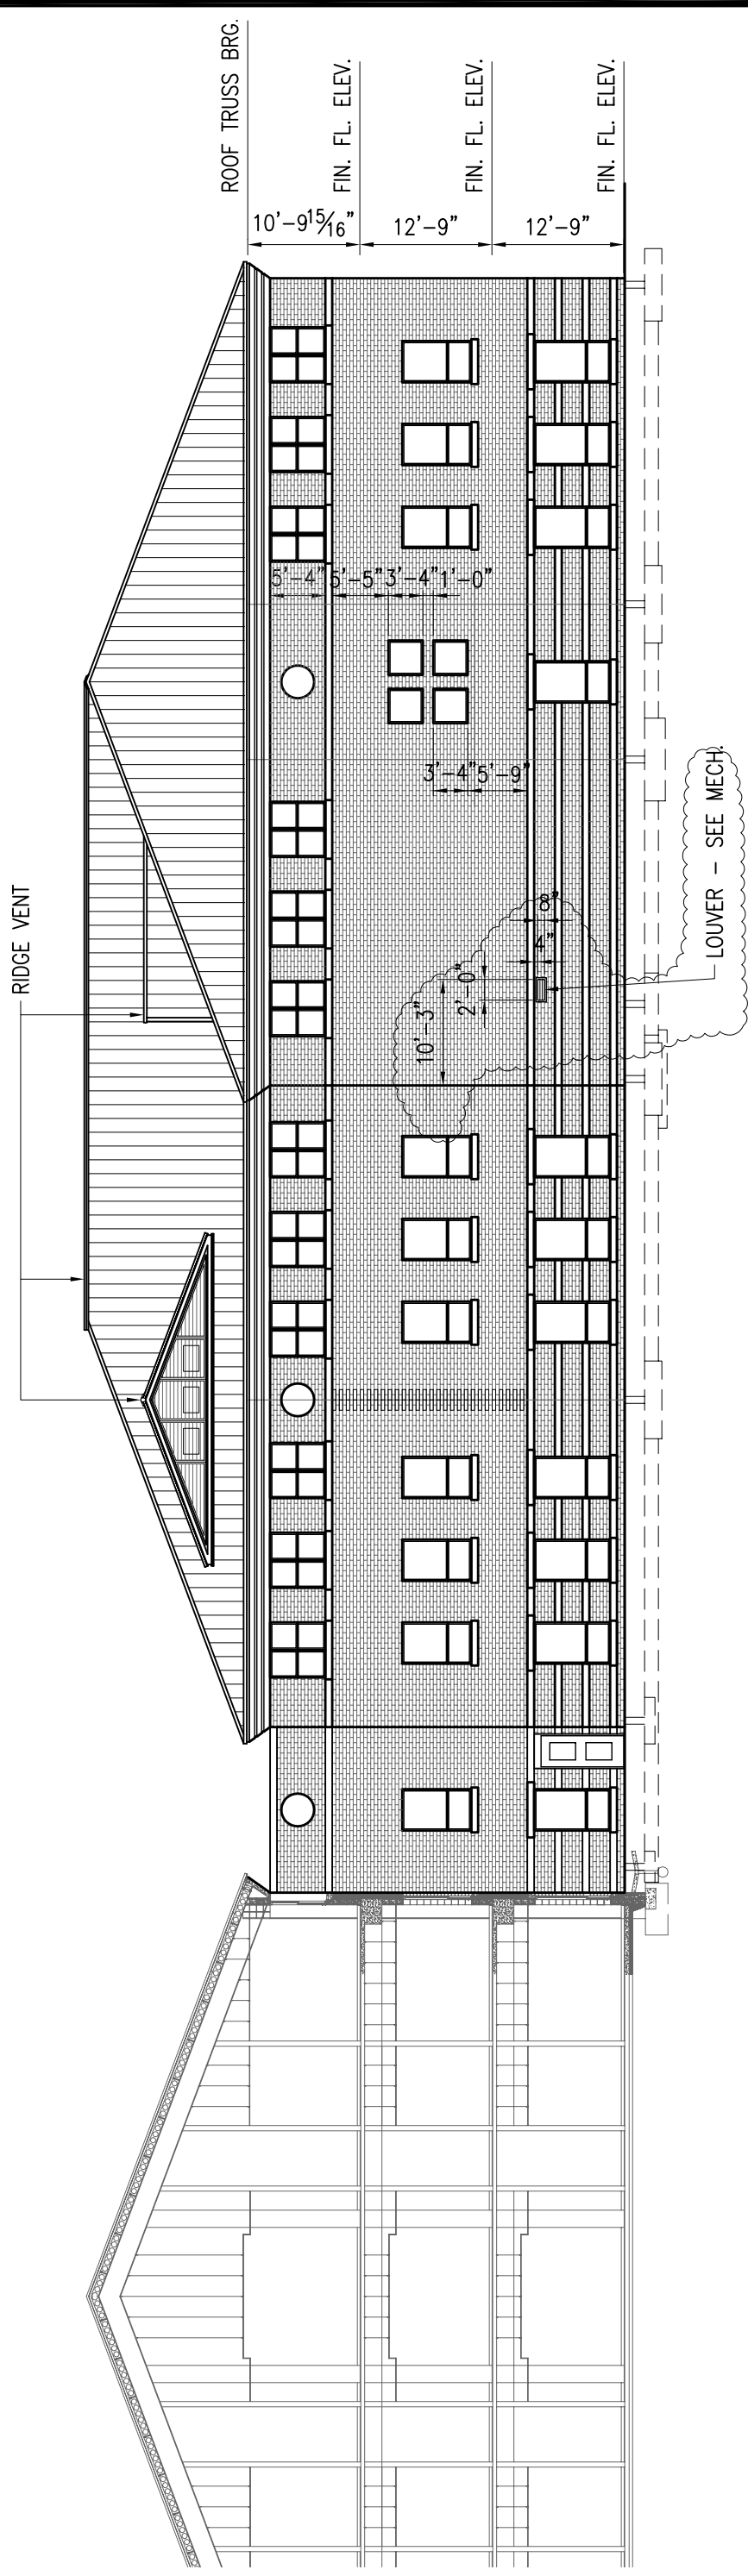 RIDGE VENT
ROOF TRUSS BRG.
10'-9 15/16"
FIN. FL. ELEV.
12'-9"
FIN. FL. ELEV.
12'-9"
FIN. FL. ELEV.
5'-4"
5'-5"
3'-4"
1'-0"
3'-4"
5'-9"
8"
4"
2'-0"
10'-3"
LOUVER - SEE MECH.